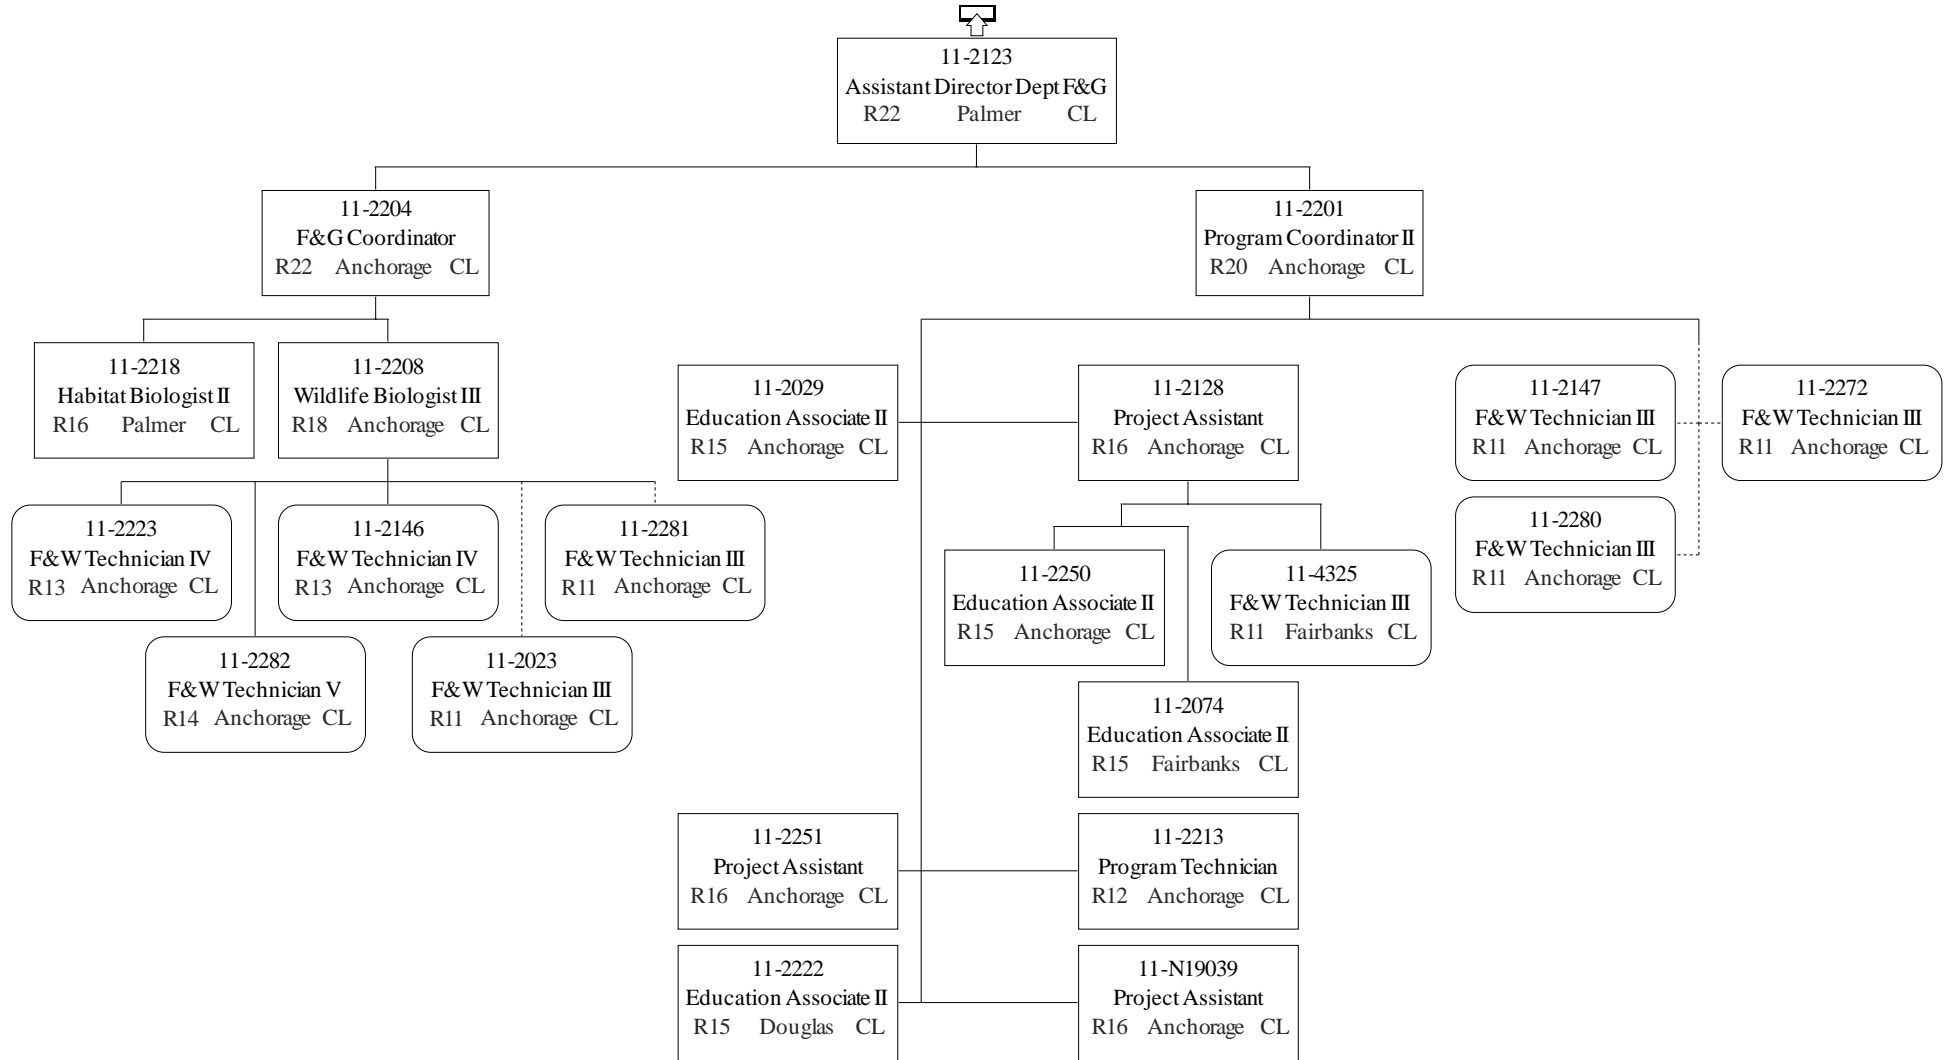 11-2123
Assistant Director Dept F&G
R22 Palmer CL
11-2204
F&G Coordinator
R22 Anchorage CL
11-2201
Program Coordinator II
R20 Anchorage CL
11-2218
Habitat Biologist II
R16 Palmer CL
11-2208
Wildlife Biologist III
R18 Anchorage CL
11-2029
Education Associate II
R15 Anchorage CL
11-2128
Project Assistant
R16 Anchorage CL
11-2147
F&W Technician III
R11 Anchorage CL
11-2272
F&W Technician III
R11 Anchorage CL
11-2223
F&W Technician IV
R13 Anchorage CL
11-2146
F&W Technician IV
R13 Anchorage CL
11-2281
F&W Technician III
R11 Anchorage CL
11-2280
F&W Technician III
R11 Anchorage CL
11-2250
Education Associate II
R15 Anchorage CL
11-4325
F&W Technician III
R11 Fairbanks CL
11-2282
F&W Technician V
R14 Anchorage CL
11-2023
F&W Technician III
R11 Anchorage CL
11-2074
Education Associate II
R15 Fairbanks CL
11-2251
Project Assistant
R16 Anchorage CL
11-2213
Program Technician
R12 Anchorage CL
11-2222
Education Associate II
R15 Douglas CL
11-N19039
Project Assistant
R16 Anchorage CL